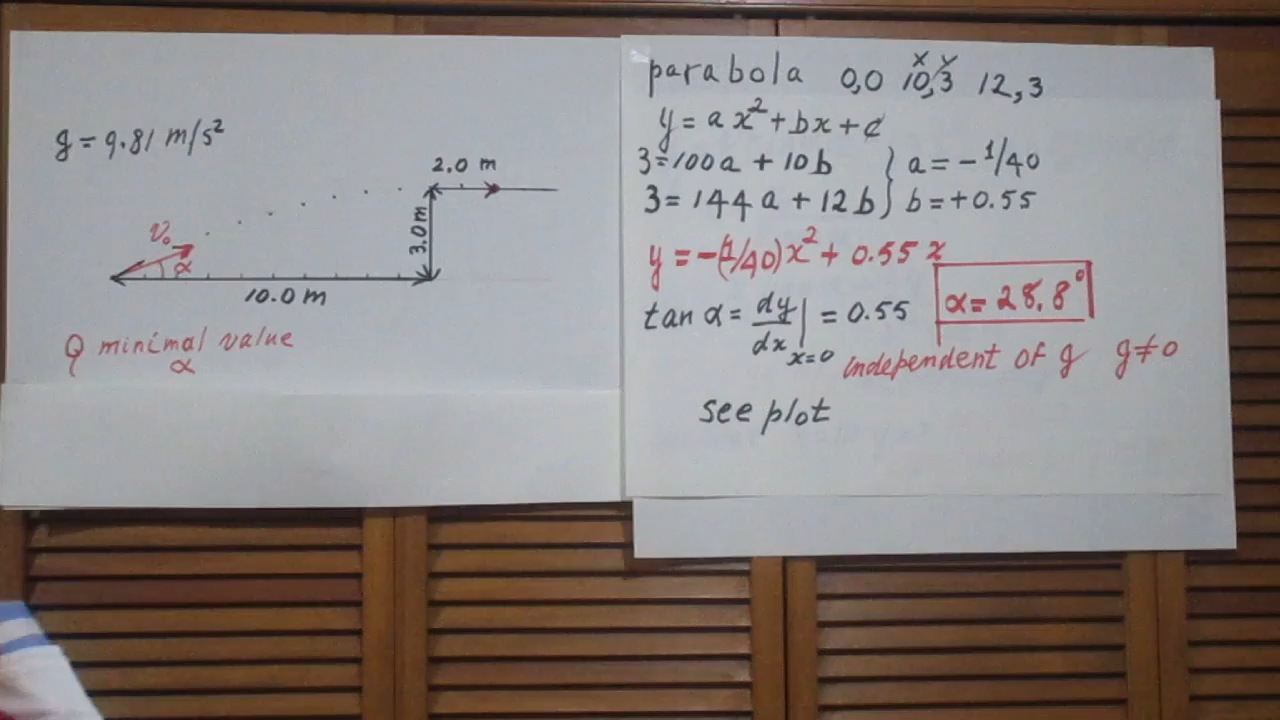 g = 9.81 m/s²
2.0 m
3.0 m
v₀
α
10.0 m
Q minimal value
α
parabola 0,0 10,3 12,3
x y
y = ax² + bx + c
3 = 100a + 10b } a = -1/40
3 = 144a + 12b } b = +0.55
y = -(1/40)x² + 0.55 x
tan α = dy/dx | x=0 = 0.55
α = 28.8°
independent of g g ≠ 0
see plot